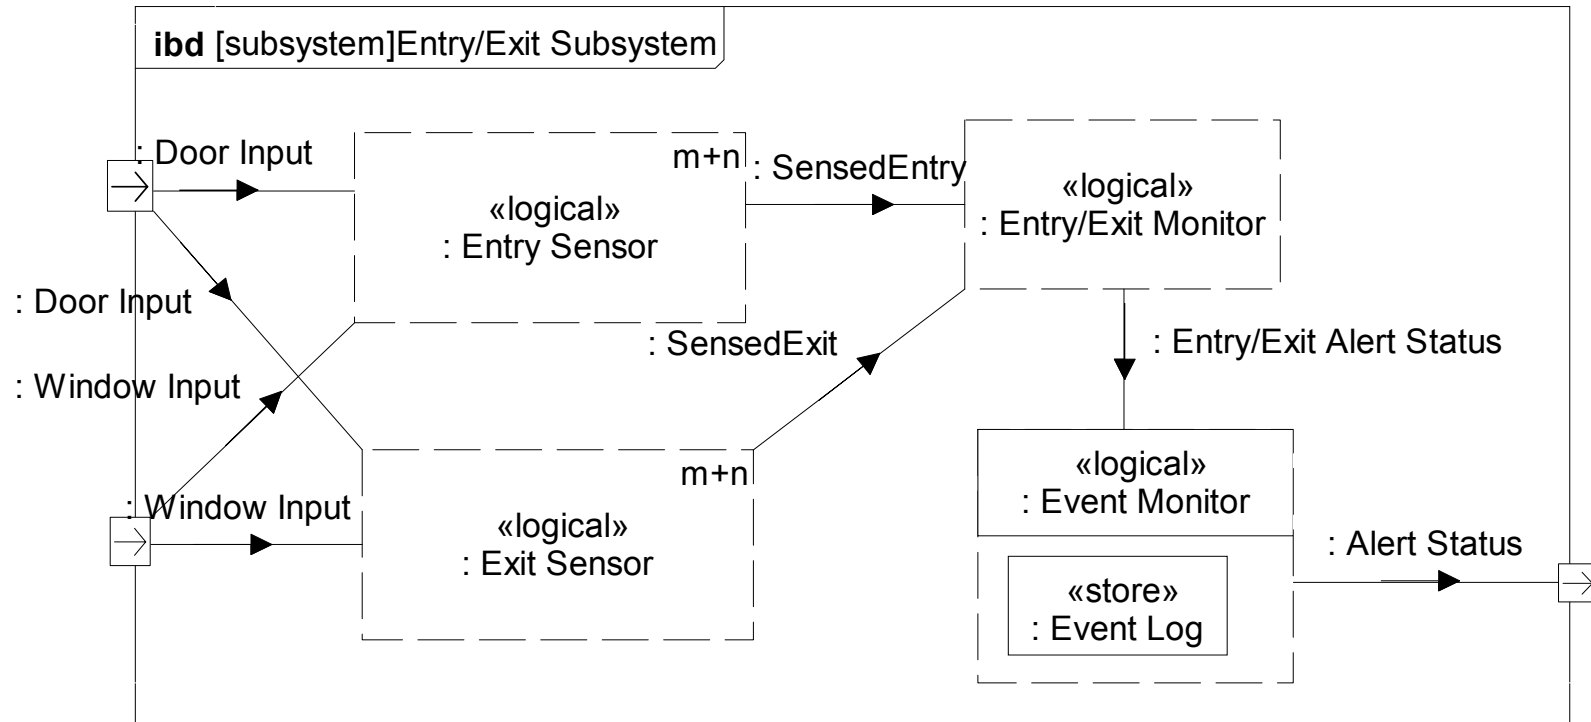 ibd [subsystem]Entry/Exit Subsystem
: Door Input
m+n
: SensedEntry
«logical»
: Entry Sensor
«logical»
: Entry/Exit Monitor
: Door Input
: SensedExit
: Entry/Exit Alert Status
: Window Input
: Window Input
m+n
«logical»
: Exit Sensor
«logical»
: Event Monitor
: Alert Status
«store»
: Event Log